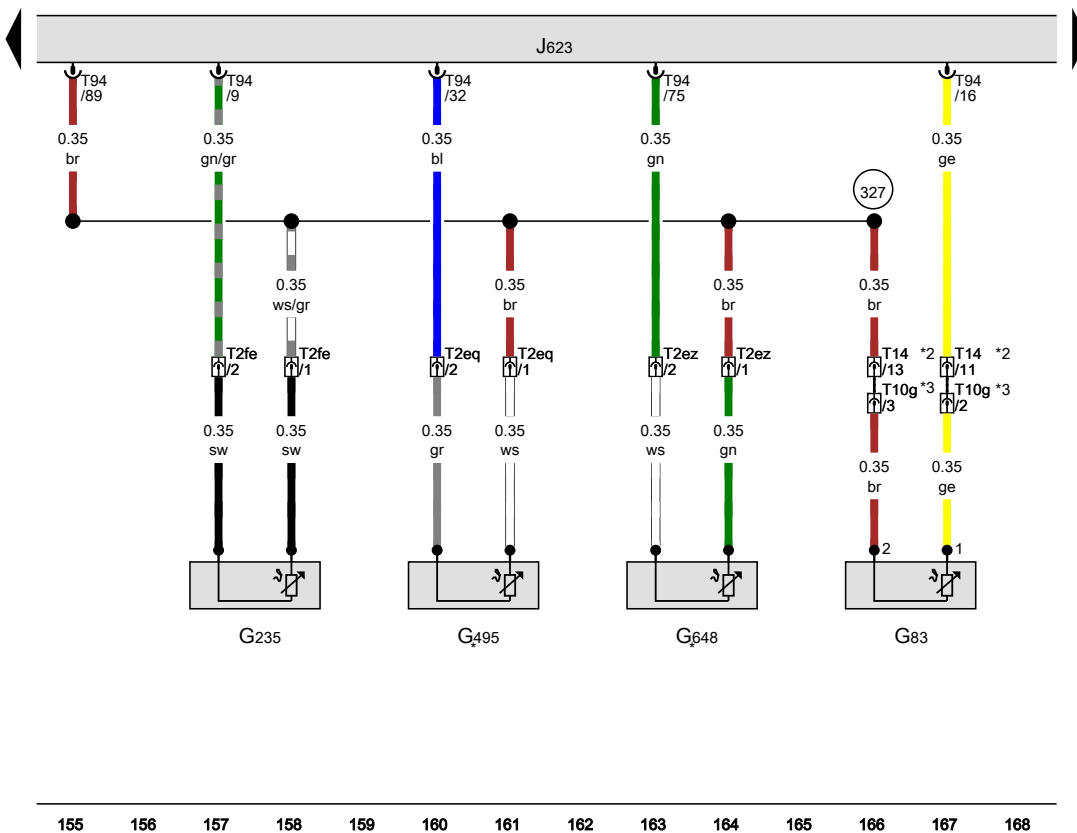 J623
T94 T94 T94 T94 T94
/89 /9 /32 /75 /16
0.35 0.35 0.35 0.35 0.35
br gn/gr bl gn ge
327
0.35 0.35 0.35 0.35
ws/gr br br br
T2fe T2fe T2eq T2eq T2ez T2ez T14 *2 T14 *2
/2 /1 /2 /1 /2 /1 /13 /11
T10g *3 T10g *3
/3 /2
0.35 0.35 0.35 0.35 0.35 0.35
sw sw gr ws ws gn
0.35 0.35
br ge
2 1
G235 G495 G648 G83
* *
155 156 157 158 159 160 161 162 163 164 165 166 167 168